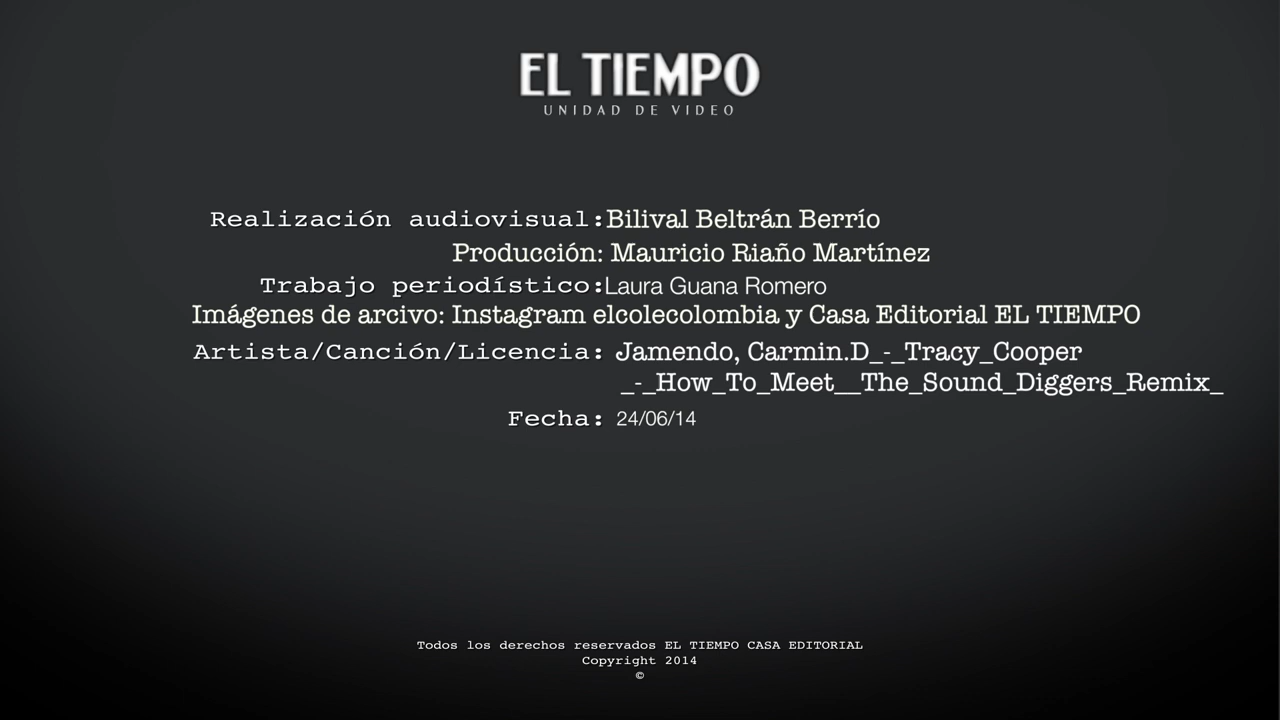 EL TIEMPO
UNIDAD DE VIDEO
Realización audiovisual:Bilival Beltrán Berrío
Producción: Mauricio Riaño Martínez
Trabajo periodístico:Laura Guana Romero
Imágenes de arcivo: Instagram elcolecolombia y Casa Editorial EL TIEMPO
Artista/Canción/Licencia: Jamendo, Carmin.D_-_Tracy_Cooper
_-_How_To_Meet__The_Sound_Diggers_Remix_
Fecha: 24/06/14
Todos los derechos reservados EL TIEMPO CASA EDITORIAL
Copyright 2014
©